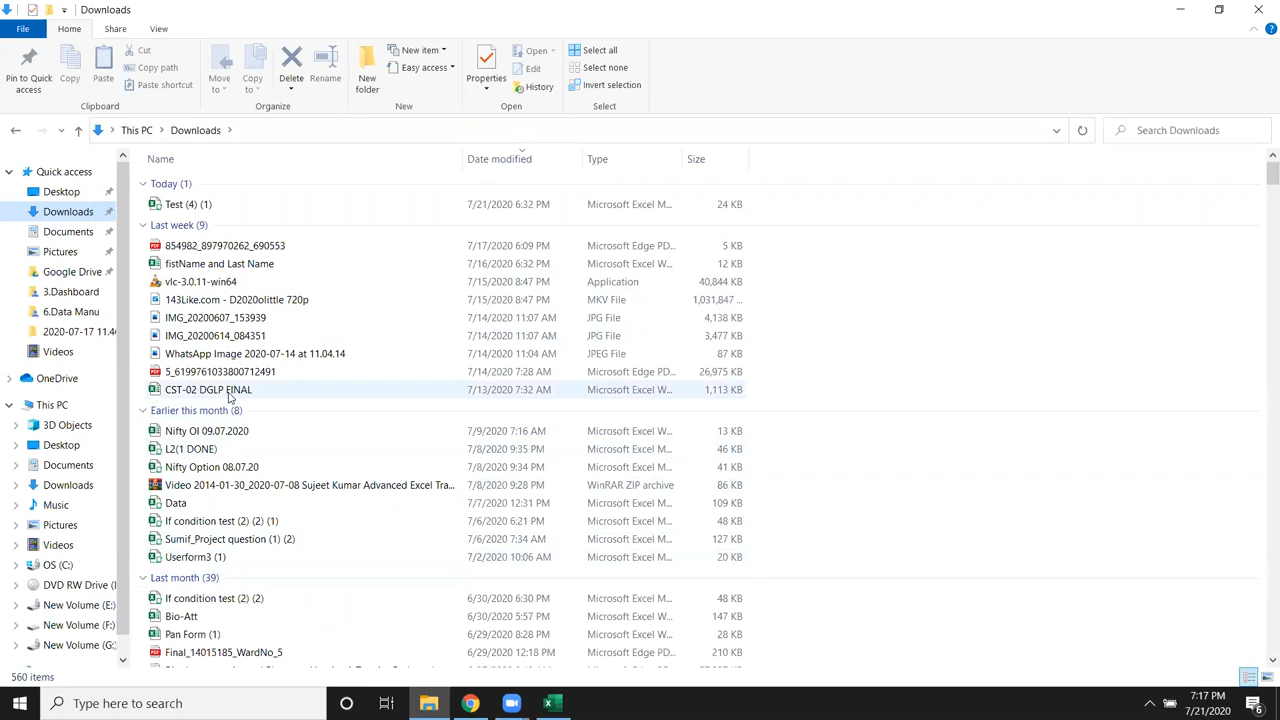 Downloads
File Home Share View
Pin to Quick access
Copy
Paste
Cut
Copy path
Paste shortcut
Clipboard
Move to
Copy to
Delete
Rename
Organize
New folder
New item
Easy access
New
Properties
Open
Edit
History
Open
Select all
Select none
Invert selection
Select
This PC > Downloads >
Search Downloads
Quick access
Desktop
Downloads
Documents
Pictures
Google Drive
3.Dashboard
6.Data Manu
2020-07-17 11.4
Videos
OneDrive
This PC
3D Objects
Desktop
Documents
Downloads
Music
Pictures
Videos
OS (C:)
DVD RW Drive (
New Volume (E:)
New Volume (F:)
New Volume (G:)
Name Date modified Type Size
Today (1)
Test (4) (1) 7/21/2020 6:32 PM Microsoft Excel M... 24 KB
Last week (9)
854982_897970262_690553 7/17/2020 6:09 PM Microsoft Edge PD... 5 KB
fistName and Last Name 7/16/2020 6:32 PM Microsoft Excel W... 12 KB
vlc-3.0.11-win64 7/15/2020 8:47 PM Application 40,844 KB
143Like.com - D2020olittle 720p 7/15/2020 8:47 PM MKV File 1,031,847 ...
IMG_20200607_153939 7/14/2020 11:07 AM JPG File 4,138 KB
IMG_20200614_084351 7/14/2020 11:07 AM JPG File 3,477 KB
WhatsApp Image 2020-07-14 at 11.04.14 7/14/2020 11:04 AM JPEG File 87 KB
5_6199761033800712491 7/14/2020 7:28 AM Microsoft Edge PD... 26,975 KB
CST-02 DGLP FINAL 7/13/2020 7:32 AM Microsoft Excel W... 1,113 KB
Earlier this month (8)
Nifty OI 09.07.2020 7/9/2020 7:16 AM Microsoft Excel W... 13 KB
L2(1 DONE) 7/8/2020 9:35 PM Microsoft Excel M... 46 KB
Nifty Option 08.07.20 7/8/2020 9:34 PM Microsoft Excel M... 41 KB
Video 2014-01-30_2020-07-08 Sujeet Kumar Advanced Excel Tra... 7/8/2020 9:28 PM WinRAR ZIP archive 86 KB
Data 7/7/2020 12:31 PM Microsoft Excel M... 109 KB
If condition test (2) (2) (1) 7/6/2020 6:21 PM Microsoft Excel M... 48 KB
Sumif_Project question (1) (2) 7/6/2020 7:34 AM Microsoft Excel M... 127 KB
Userform3 (1) 7/2/2020 10:06 AM Microsoft Excel M... 20 KB
Last month (39)
If condition test (2) (2) 6/30/2020 6:30 PM Microsoft Excel M... 48 KB
Bio-Att 6/30/2020 5:57 PM Microsoft Excel W... 147 KB
Pan Form (1) 6/29/2020 8:28 PM Microsoft Excel W... 28 KB
Final_14015185_WardNo_5 6/29/2020 12:18 PM Microsoft Edge PD... 210 KB
560 items
Type here to search
7:17 PM
7/21/2020
6